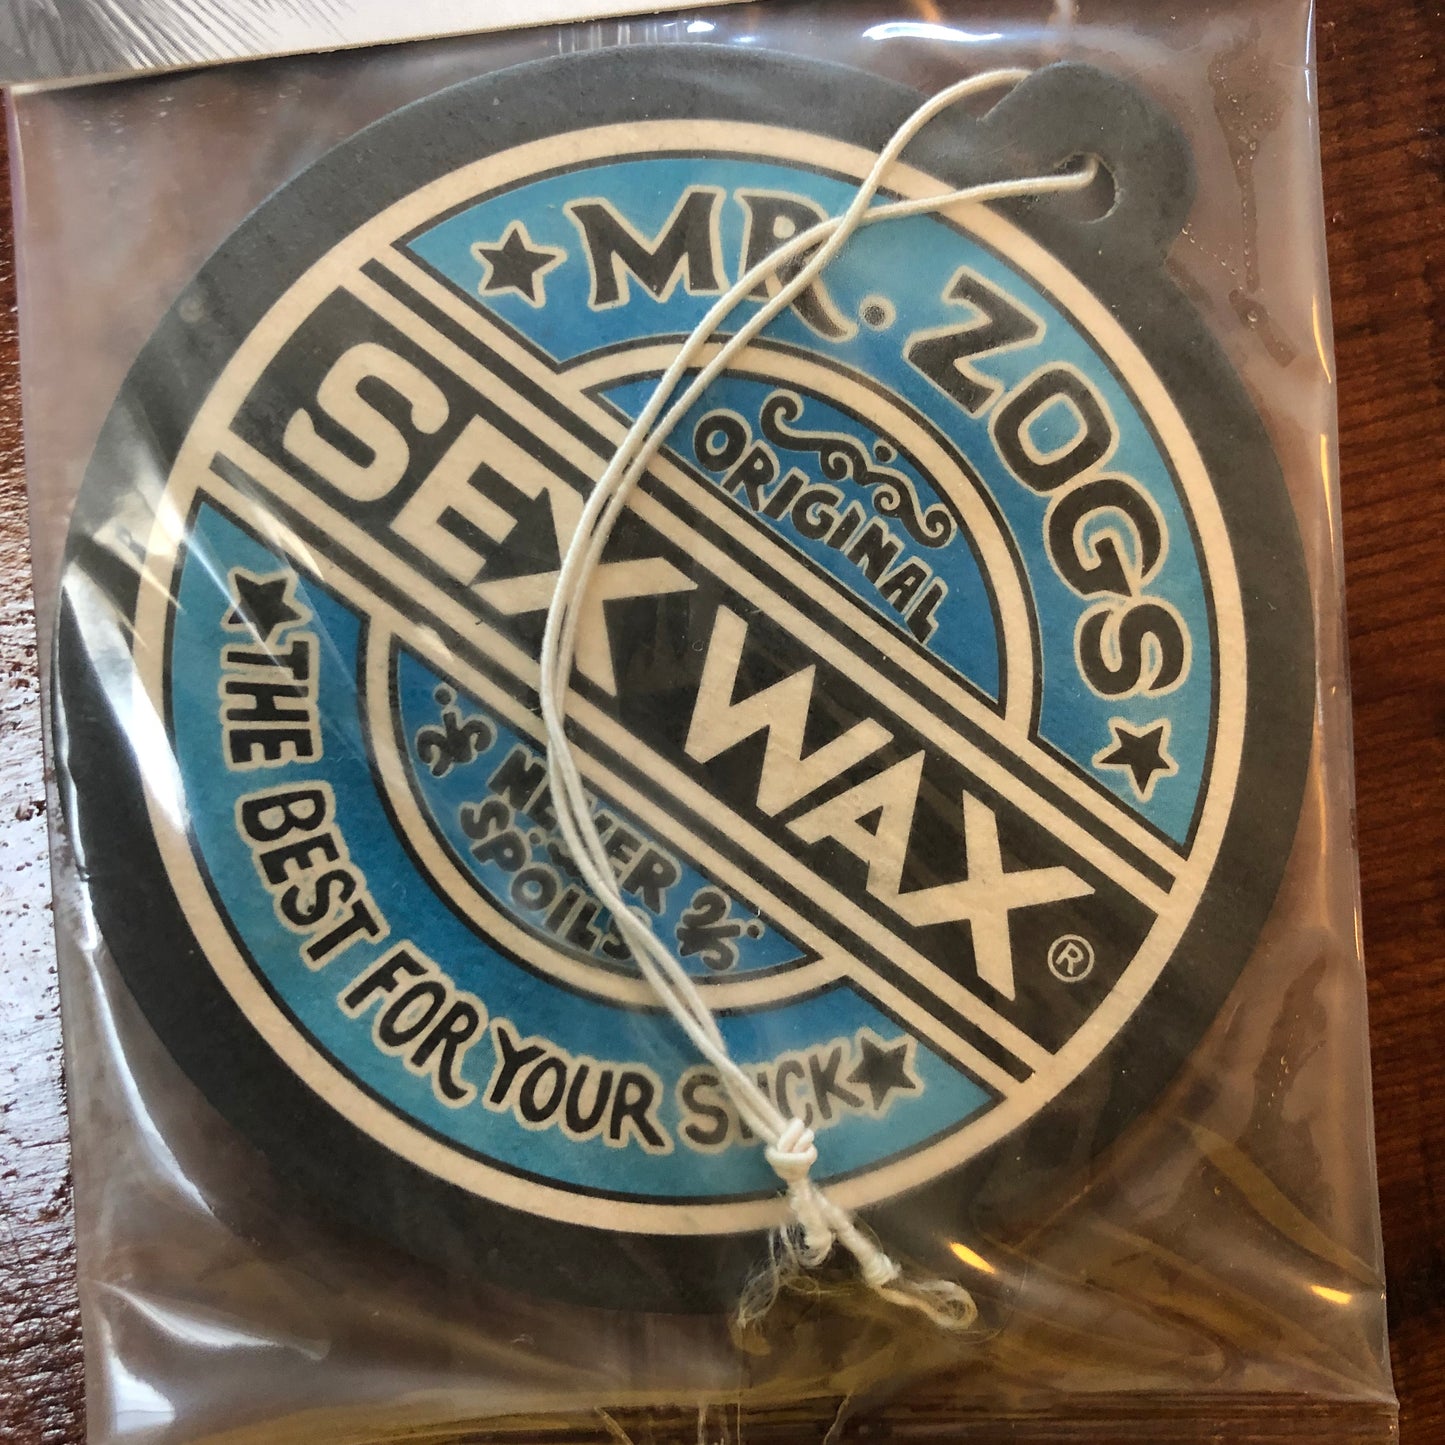 ★ MR. ZOGS ★
ORIGINAL
SEX WAX ®
NEVER
SPOILS
★ THE BEST FOR YOUR STICK ★